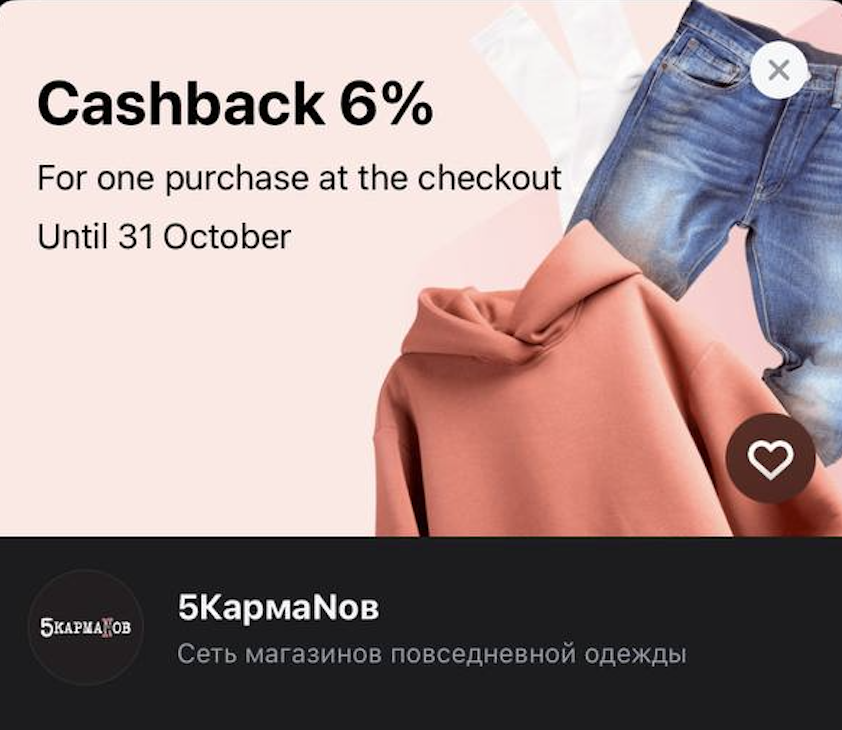 Cashback 6%
For one purchase at the checkout
Until 31 October
5КАРМАNОВ
5КармаNов
Сеть магазинов повседневной одежды